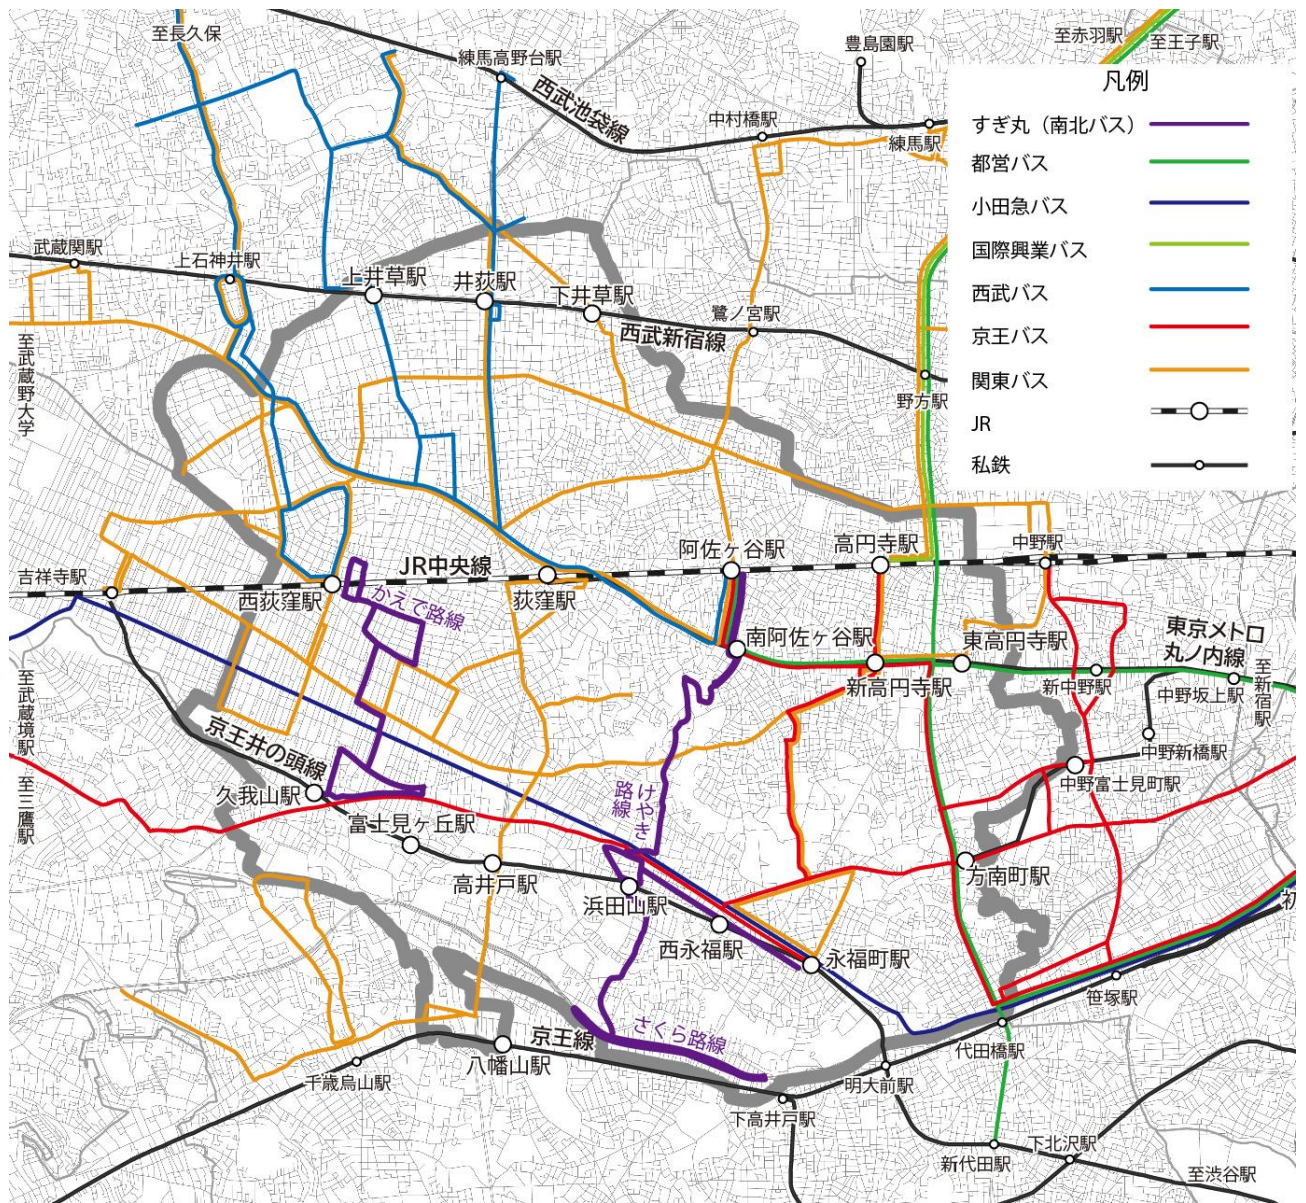 至長久保
練馬高野台駅
豊島園駅
至赤羽駅
至王子駅
西武池袋線
中村橋駅
練馬駅
凡例
すぎ丸（南北バス）
都営バス
小田急バス
国際興業バス
西武バス
京王バス
関東バス
JR
私鉄
武蔵関駅
上石神井駅
上井草駅
井荻駅
下井草駅
西武新宿線
鷺ノ宮駅
野方駅
至武蔵野大学
吉祥寺駅
西荻窪駅
JR中央線
荻窪駅
阿佐ヶ谷駅
高円寺駅
中野駅
かえで路線
南阿佐ヶ谷駅
新高円寺駅
東高円寺駅
新中野駅
東京メトロ
丸ノ内線
中野坂上駅
至新宿駅
中野新橋駅
中野富士見町駅
至武蔵境駅
至三鷹駅
京王井の頭線
久我山駅
富士見ヶ丘駅
高井戸駅
けやき
路線
浜田山駅
西永福駅
永福町駅
方南町駅
初
笹塚駅
代田橋駅
京王線
さくら路線
八幡山駅
千歳烏山駅
下高井戸駅
明大前駅
新代田駅
下北沢駅
至渋谷駅